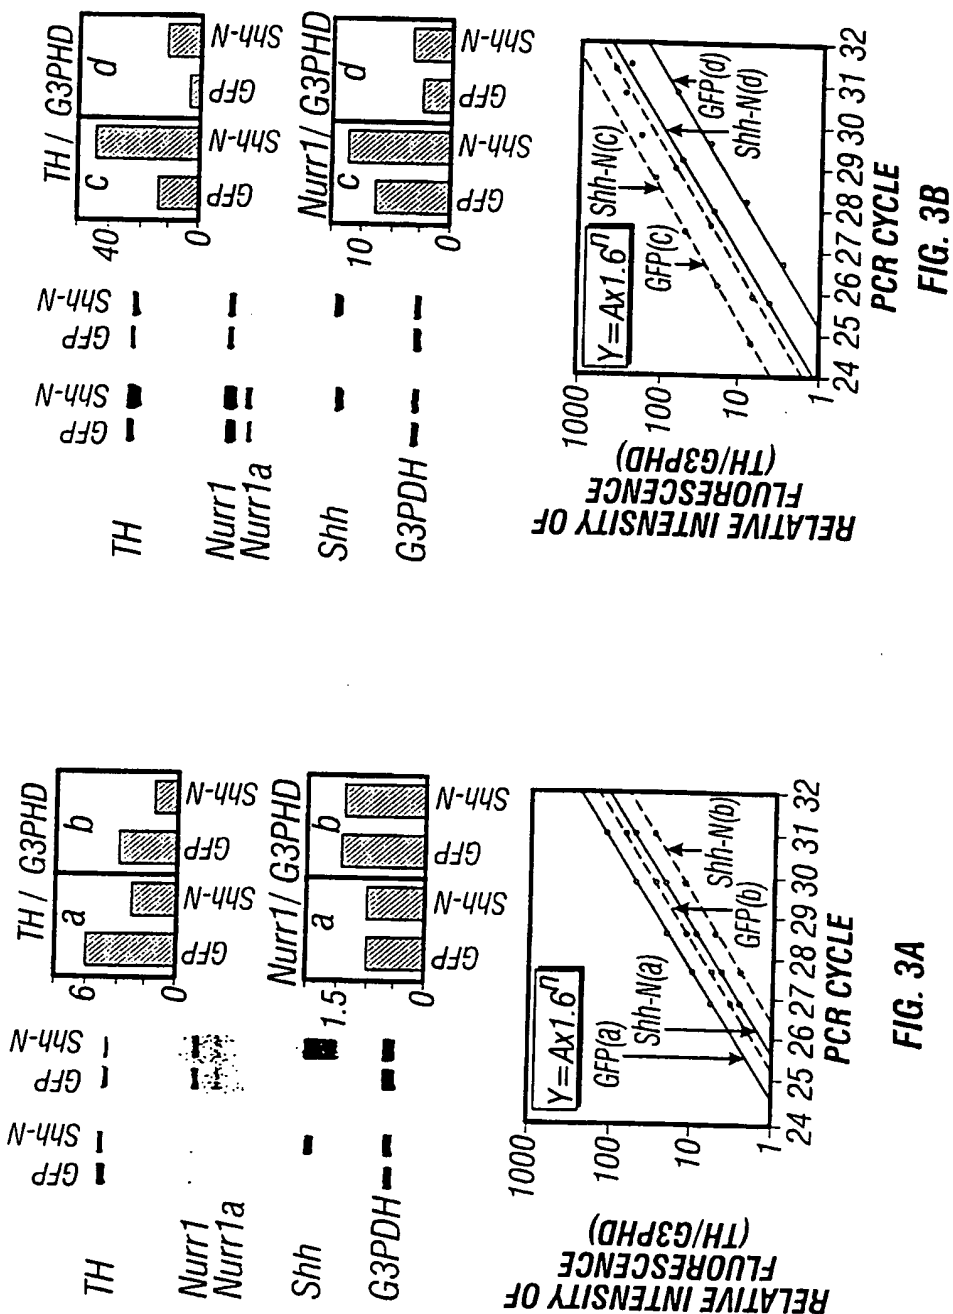 GFP
Shh-N
GFP
Shh-N
TH
Nurr1
Nurr1a
Shh
G3PDH
TH / G3PHD
6
0
a
b
GFP
Shh-N
GFP
Shh-N
Nurr1 / G3PHD
1.5
0
a
b
GFP
Shh-N
GFP
Shh-N
RELATIVE INTENSITY OF
FLUORESCENCE
(TH/G3PHD)
1000
100
10
1
Y=Ax1.6ⁿ
GFP(a)
Shh-N(a)
GFP(b)
Shh-N(b)
24 25 26 27 28 29 30 31 32
PCR CYCLE
FIG. 3A
GFP
Shh-N
GFP
Shh-N
TH
Nurr1
Nurr1a
Shh
G3PDH
TH / G3PHD
40
0
c
d
GFP
Shh-N
GFP
Shh-N
Nurr1 / G3PHD
10
0
c
d
GFP
Shh-N
GFP
Shh-N
RELATIVE INTENSITY OF
FLUORESCENCE
(TH/G3PHD)
1000
100
10
1
Y=Ax1.6ⁿ
GFP(c)
Shh-N(c)
Shh-N(d)
GFP(d)
24 25 26 27 28 29 30 31 32
PCR CYCLE
FIG. 3B